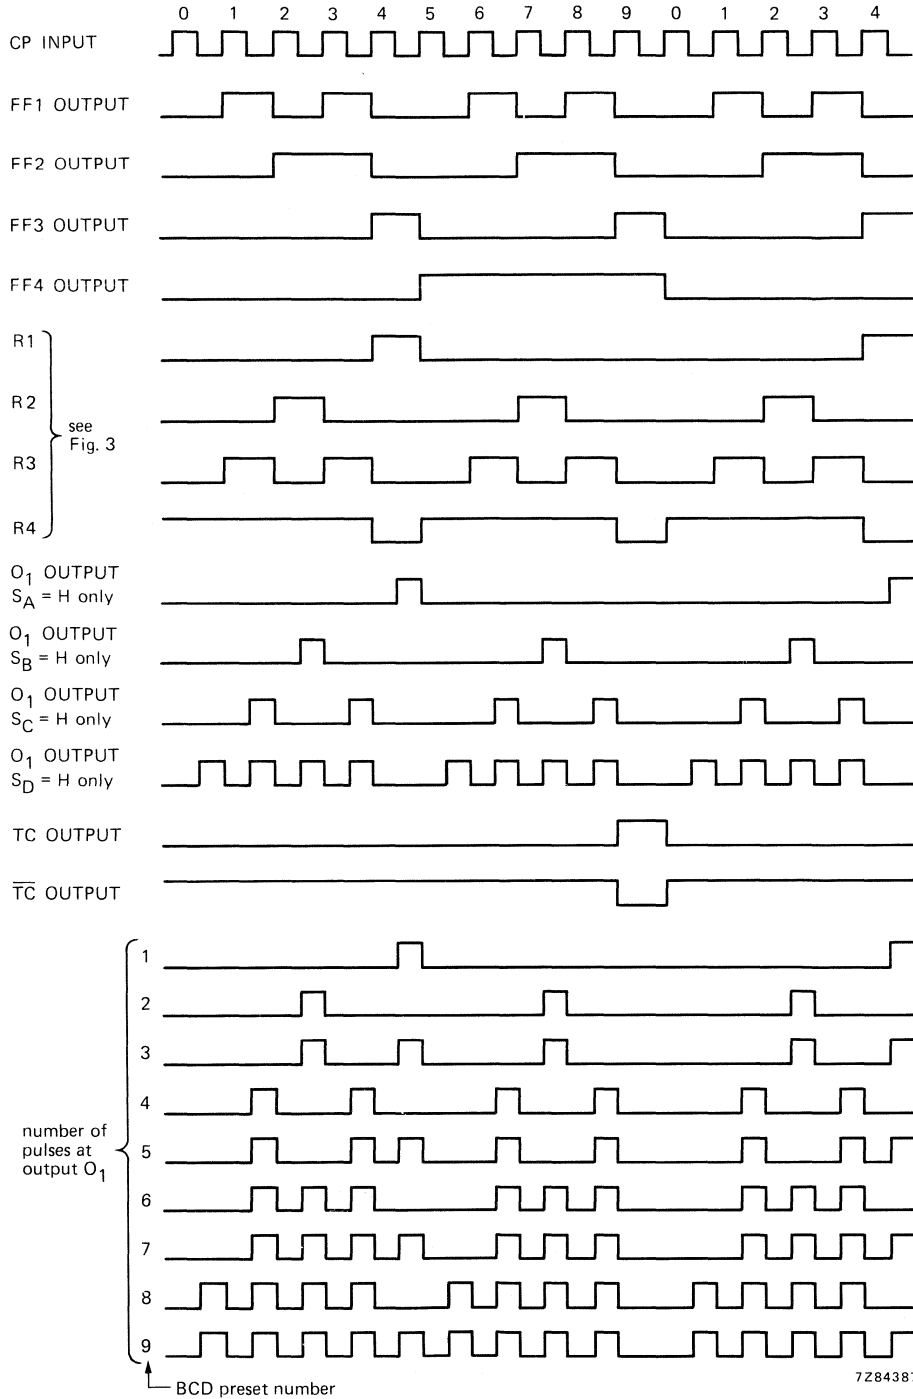 0 1 2 3 4 5 6 7 8 9 0 1 2 3 4
CP INPUT
FF1 OUTPUT
FF2 OUTPUT
FF3 OUTPUT
FF4 OUTPUT
R1
R2
see
Fig. 3
R3
R4
O1 OUTPUT
SA = H only
O1 OUTPUT
SB = H only
O1 OUTPUT
SC = H only
O1 OUTPUT
SD = H only
TC OUTPUT
T̅C̅ OUTPUT
1
2
3
4
number of
pulses at
output O1
5
6
7
8
9
BCD preset number
7Z84387